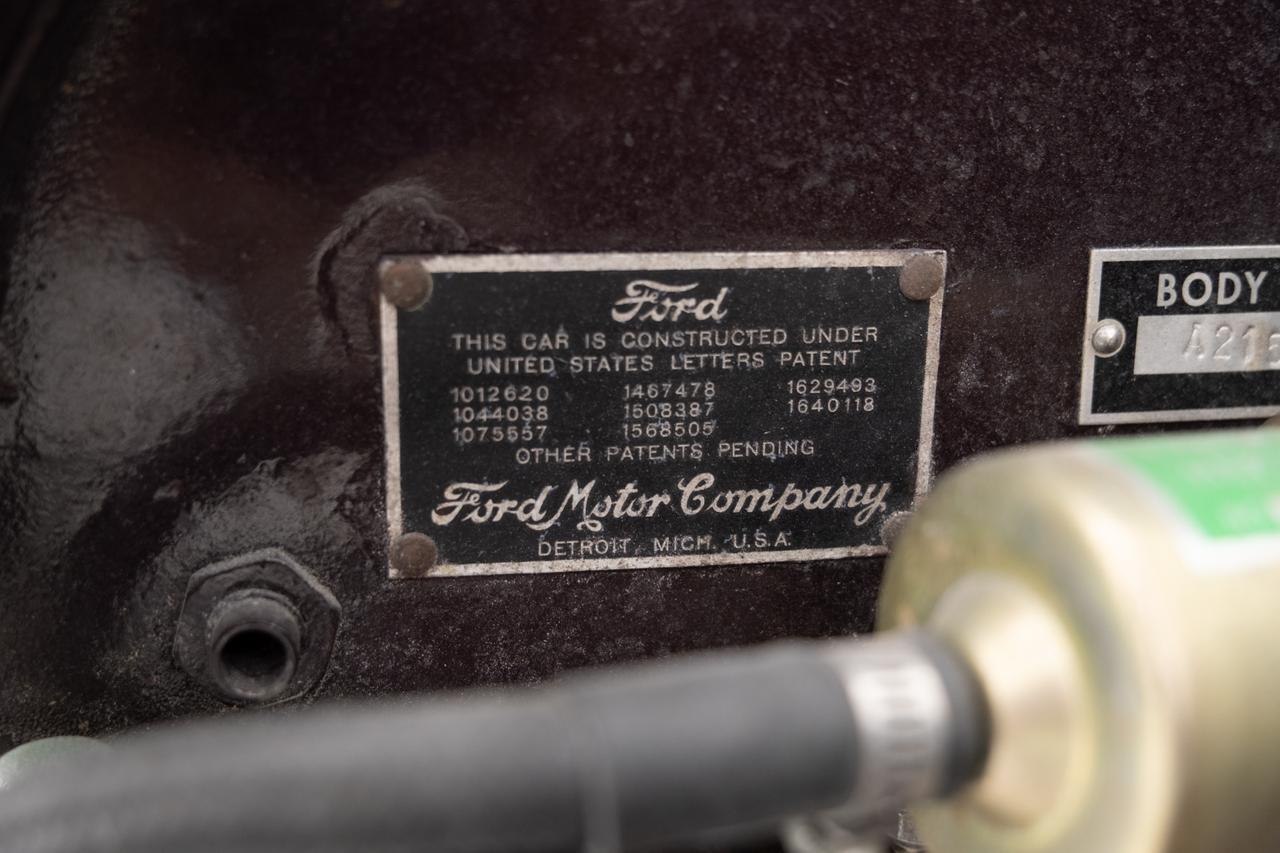 Ford
THIS CAR IS CONSTRUCTED UNDER
UNITED STATES LETTERS PATENT
1012620 1467478 1629493
1044038 1508387 1640118
1075557 1568505
OTHER PATENTS PENDING
Ford Motor Company
DETROIT, MICH. U.S.A.
BODY
A215